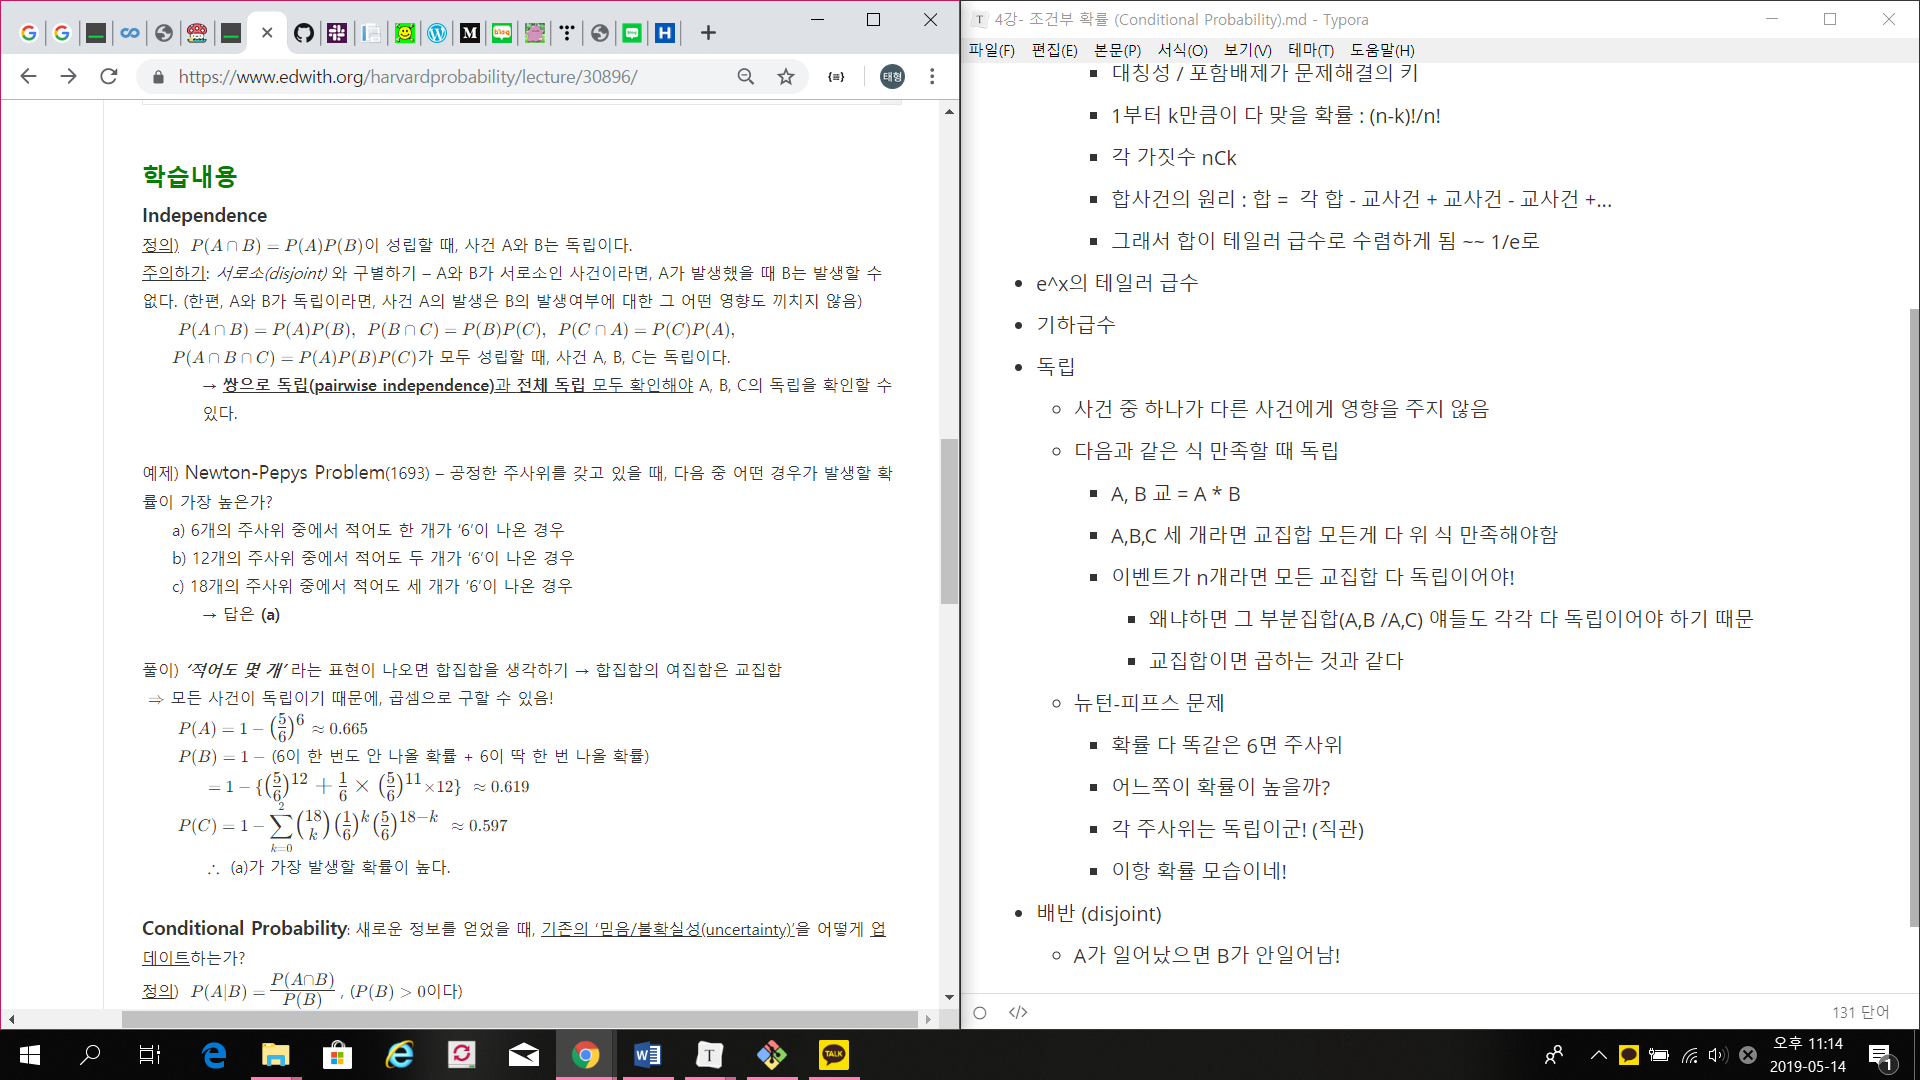 https://www.edwith.org/harvardprobability/lecture/30896/
태형
학습내용
Independence
정의) P(A∩B) = P(A)P(B)이 성립할 때, 사건 A와 B는 독립이다.
주의하기: 서로소(disjoint) 와 구별하기 – A와 B가 서로소인 사건이라면, A가 발생했을 때 B는 발생할 수
없다. (한편, A와 B가 독립이라면, 사건 A의 발생은 B의 발생여부에 대한 그 어떤 영향도 끼치지 않음)
P(A∩B) = P(A)P(B), P(B∩C) = P(B)P(C), P(C∩A) = P(C)P(A),
P(A∩B∩C) = P(A)P(B)P(C)가 모두 성립할 때, 사건 A, B, C는 독립이다.
→ 쌍으로 독립(pairwise independence)과 전체 독립 모두 확인해야 A, B, C의 독립을 확인할 수
있다.
예제) Newton-Pepys Problem(1693) – 공정한 주사위를 갖고 있을 때, 다음 중 어떤 경우가 발생할 확
률이 가장 높은가?
a) 6개의 주사위 중에서 적어도 한 개가 ‘6’이 나온 경우
b) 12개의 주사위 중에서 적어도 두 개가 ‘6’이 나온 경우
c) 18개의 주사위 중에서 적어도 세 개가 ‘6’이 나온 경우
→ 답은 (a)
풀이) ‘적어도 몇 개’ 라는 표현이 나오면 합집합을 생각하기 → 합집합의 여집합은 교집합
⇒ 모든 사건이 독립이기 때문에, 곱셈으로 구할 수 있음!
P(A) = 1 − (5/6)^6 ≈ 0.665
P(B) = 1 − (6이 한 번도 안 나올 확률 + 6이 딱 한 번 나올 확률)
= 1 − {(5/6)^12 + 1/6 × (5/6)^11 ×12} ≈ 0.619
P(C) = 1 − ∑_{k=0}^{2} (18 k)(1/6)^k (5/6)^{18−k} ≈ 0.597
∴ (a)가 가장 발생할 확률이 높다.
Conditional Probability: 새로운 정보를 얻었을 때, 기존의 ‘믿음/불확실성(uncertainty)’을 어떻게 업
데이트하는가?
정의) P(A|B) = P(A∩B)/P(B) , (P(B) > 0이다)
4강- 조건부 확률 (Conditional Probability).md - Typora
파일(F) 편집(E) 본문(P) 서식(O) 보기(V) 테마(T) 도움말(H)
대칭성 / 포함배제가 문제해결의 키
1부터 k만큼이 다 맞을 확률 : (n-k)!/n!
각 가짓수 nCk
합사건의 원리 : 합 = 각 합 - 교사건 + 교사건 - 교사건 +...
그래서 합이 테일러 급수로 수렴하게 됨 ~~ 1/e로
e^x의 테일러 급수
기하급수
독립
사건 중 하나가 다른 사건에게 영향을 주지 않음
다음과 같은 식 만족할 때 독립
A, B 교 = A * B
A,B,C 세 개라면 교집합 모든게 다 위 식 만족해야함
이벤트가 n개라면 모든 교집합 다 독립이어야!
왜냐하면 그 부분집합(A,B /A,C) 얘들도 각각 다 독립이어야 하기 때문
교집합이면 곱하는 것과 같다
뉴턴-피프스 문제
확률 다 똑같은 6면 주사위
어느쪽이 확률이 높을까?
각 주사위는 독립이군! (직관)
이항 확률 모습이네!
배반 (disjoint)
A가 일어났으면 B가 안일어남!
131 단어
오후 11:14
2019-05-14
1